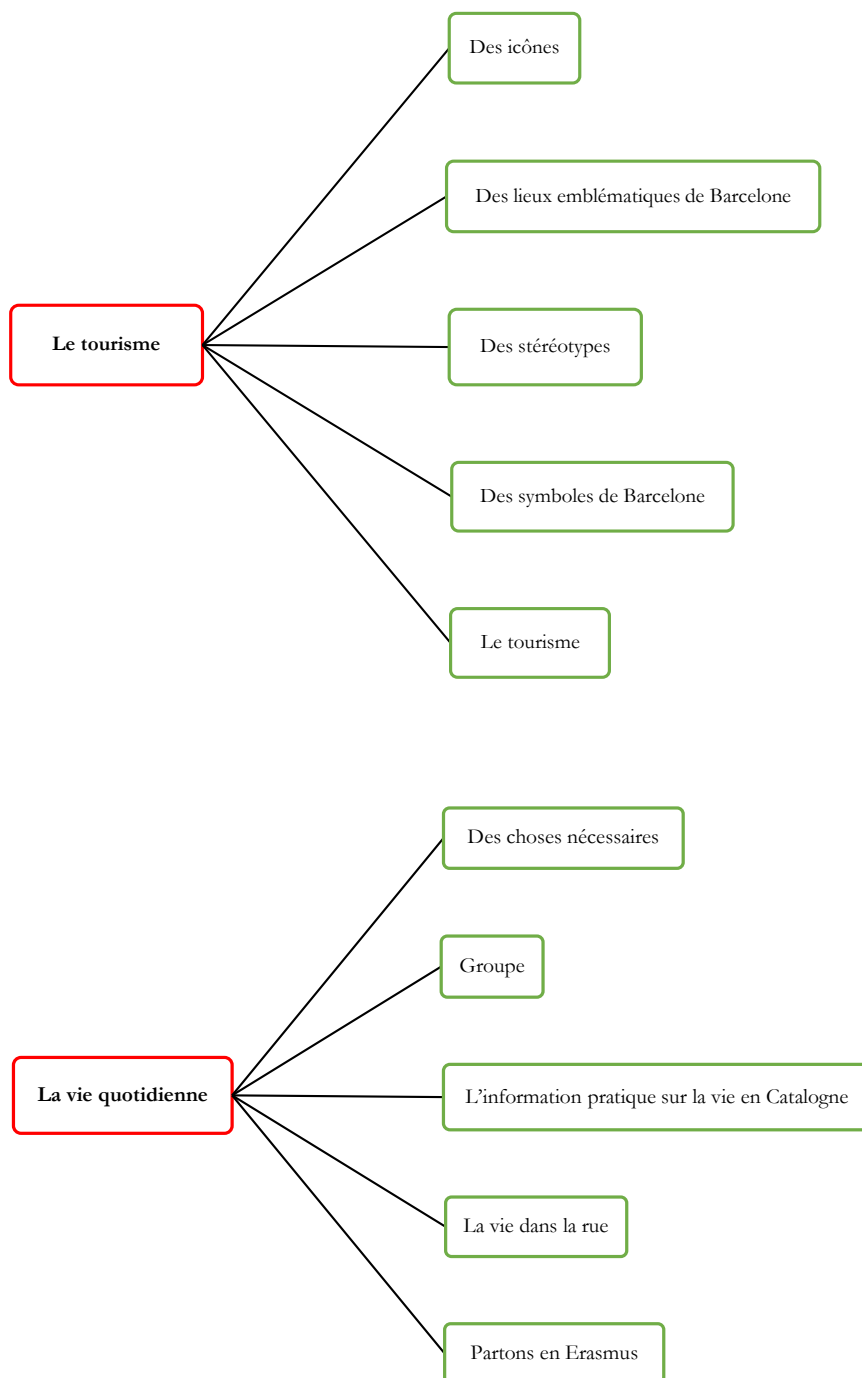 Des icônes
Des lieux emblématiques de Barcelone
Le tourisme
Des stéréotypes
Des symboles de Barcelone
Le tourisme
Des choses nécessaires
Groupe
La vie quotidienne
L’information pratique sur la vie en Catalogne
La vie dans la rue
Partons en Erasmus